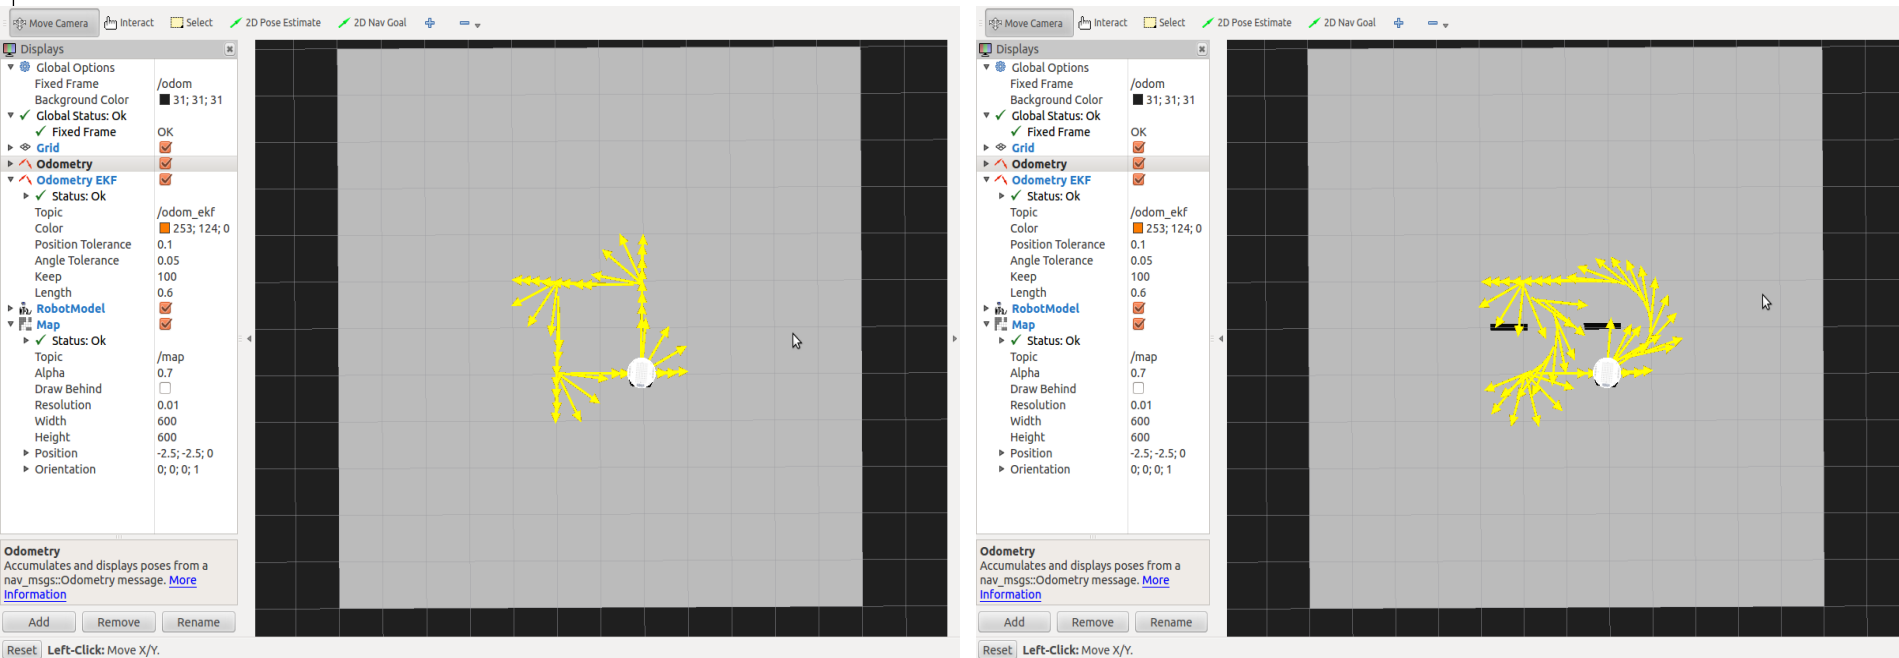 Move Camera Interact Select 2D Pose Estimate 2D Nav Goal
Displays
Global Options
Fixed Frame /odom
Background Color 31; 31; 31
Global Status: Ok
Fixed Frame OK
Grid
Odometry
Odometry EKF
Status: Ok
Topic /odom_ekf
Color 253; 124; 0
Position Tolerance 0.1
Angle Tolerance 0.05
Keep 100
Length 0.6
RobotModel
Map
Status: Ok
Topic /map
Alpha 0.7
Draw Behind
Resolution 0.01
Width 600
Height 600
Position -2.5; -2.5; 0
Orientation 0; 0; 0; 1
Odometry
Accumulates and displays poses from a
nav_msgs::Odometry message. More
Information
Add Remove Rename
Reset Left-Click: Move X/Y.
Move Camera Interact Select 2D Pose Estimate 2D Nav Goal
Displays
Global Options
Fixed Frame /odom
Background Color 31; 31; 31
Global Status: Ok
Fixed Frame OK
Grid
Odometry
Odometry EKF
Status: Ok
Topic /odom_ekf
Color 253; 124; 0
Position Tolerance 0.1
Angle Tolerance 0.05
Keep 100
Length 0.6
RobotModel
Map
Status: Ok
Topic /map
Alpha 0.7
Draw Behind
Resolution 0.01
Width 600
Height 600
Position -2.5; -2.5; 0
Orientation 0; 0; 0; 1
Odometry
Accumulates and displays poses from a
nav_msgs::Odometry message. More
Information
Add Remove Rename
Reset Left-Click: Move X/Y.